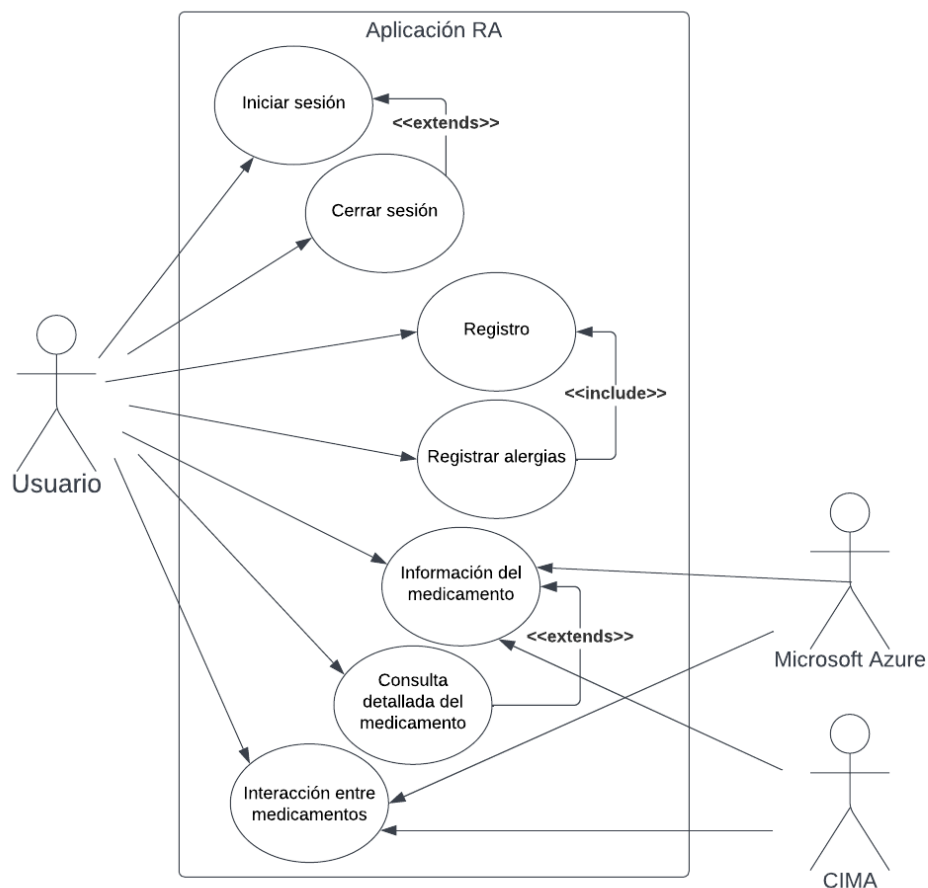 Aplicación RA
Iniciar sesión
<<extends>>
Cerrar sesión
Registro
<<include>>
Registrar alergias
Usuario
Información del
medicamento
<<extends>>
Microsoft Azure
Consulta
detallada del
medicamento
Interacción entre
medicamentos
CIMA